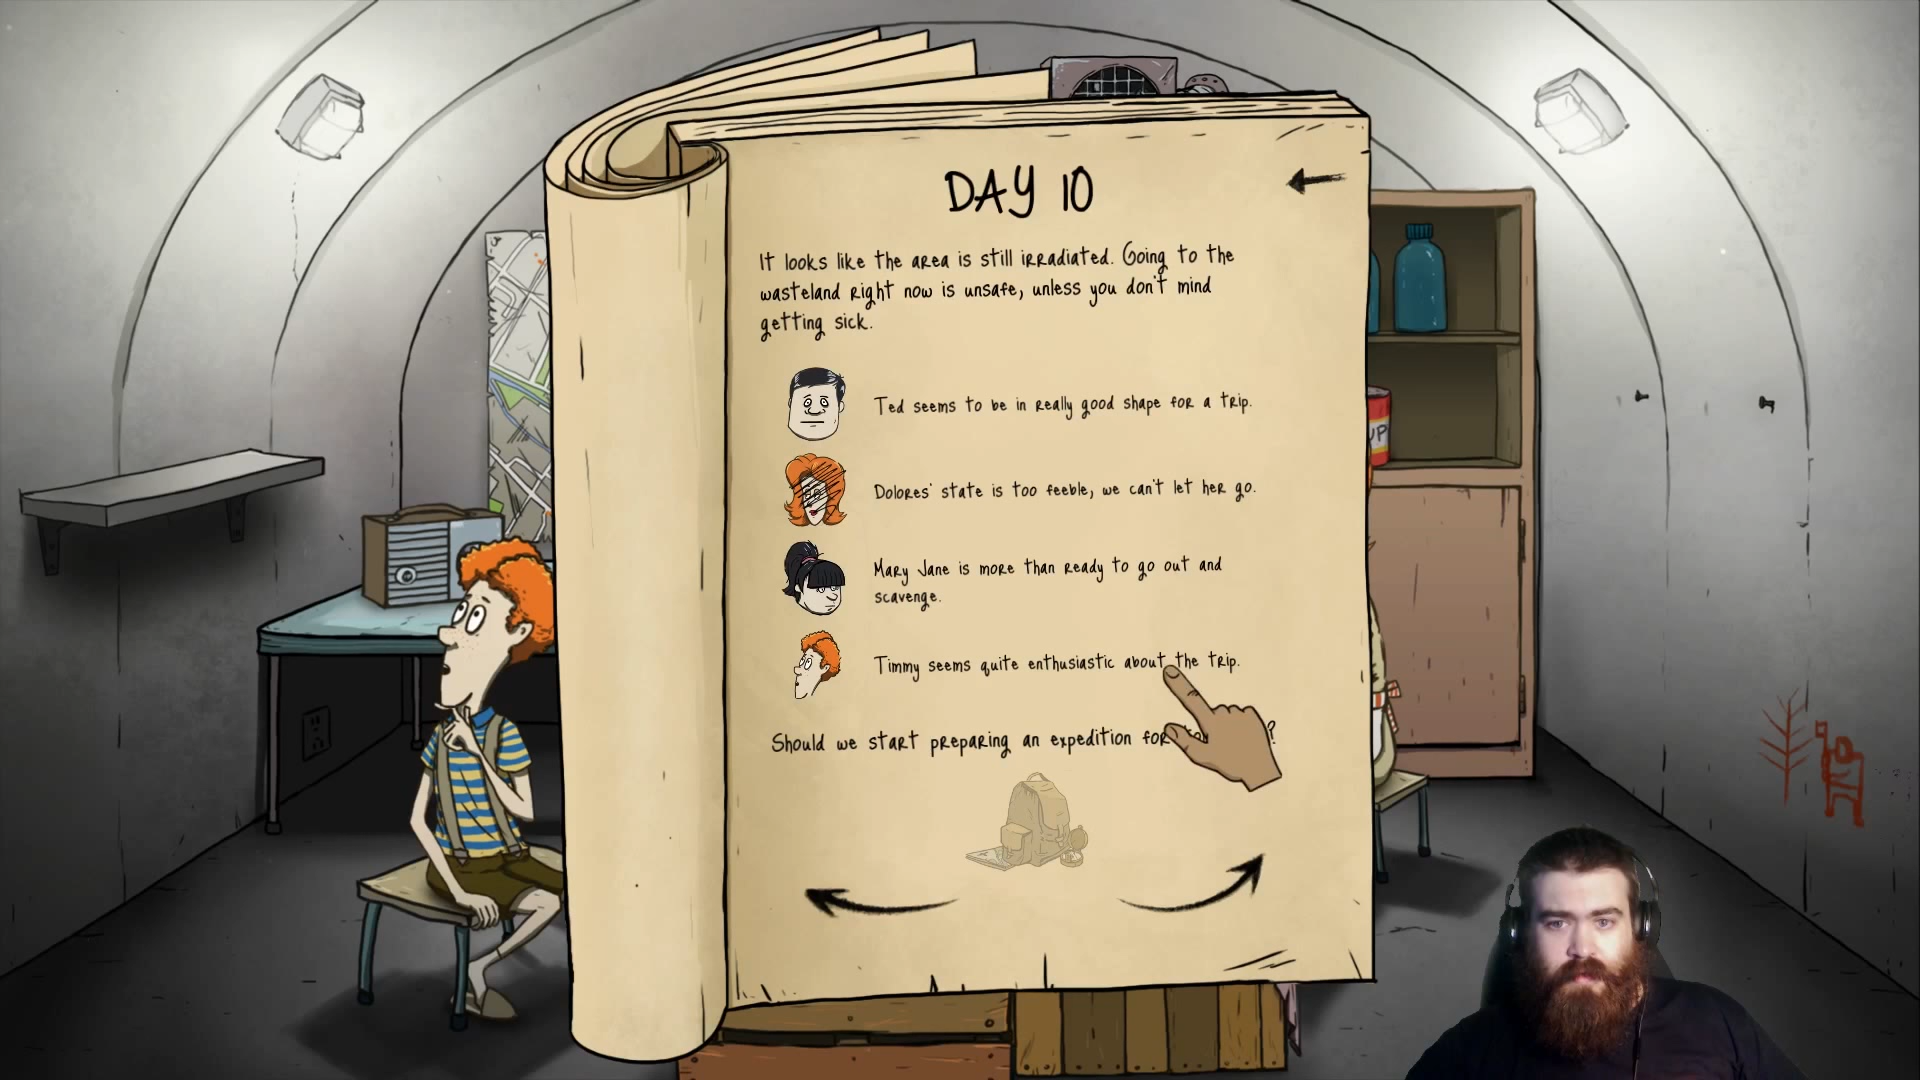 DAY 10
It looks like the area is still irradiated. Going to the
wasteland right now is unsafe, unless you don't mind
getting sick.
Ted seems to be in really good shape for a trip.
Dolores' state is too feeble, we can't let her go.
Mary Jane is more than ready to go out and
scavenge.
Timmy seems quite enthusiastic about the trip.
Should we start preparing an expedition for ?
UP